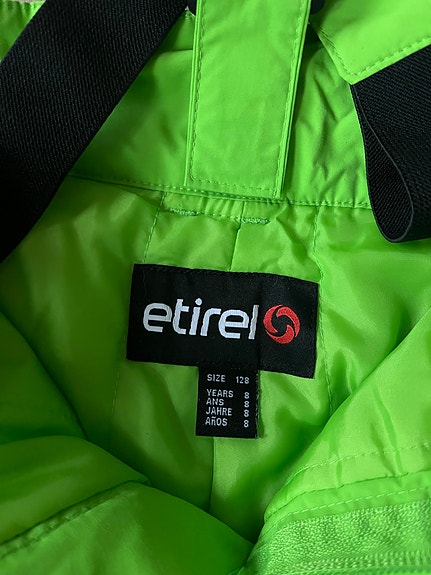 etirel
SIZE 128
YEARS 8
ANS 8
JAHRE 8
AÑOS 8